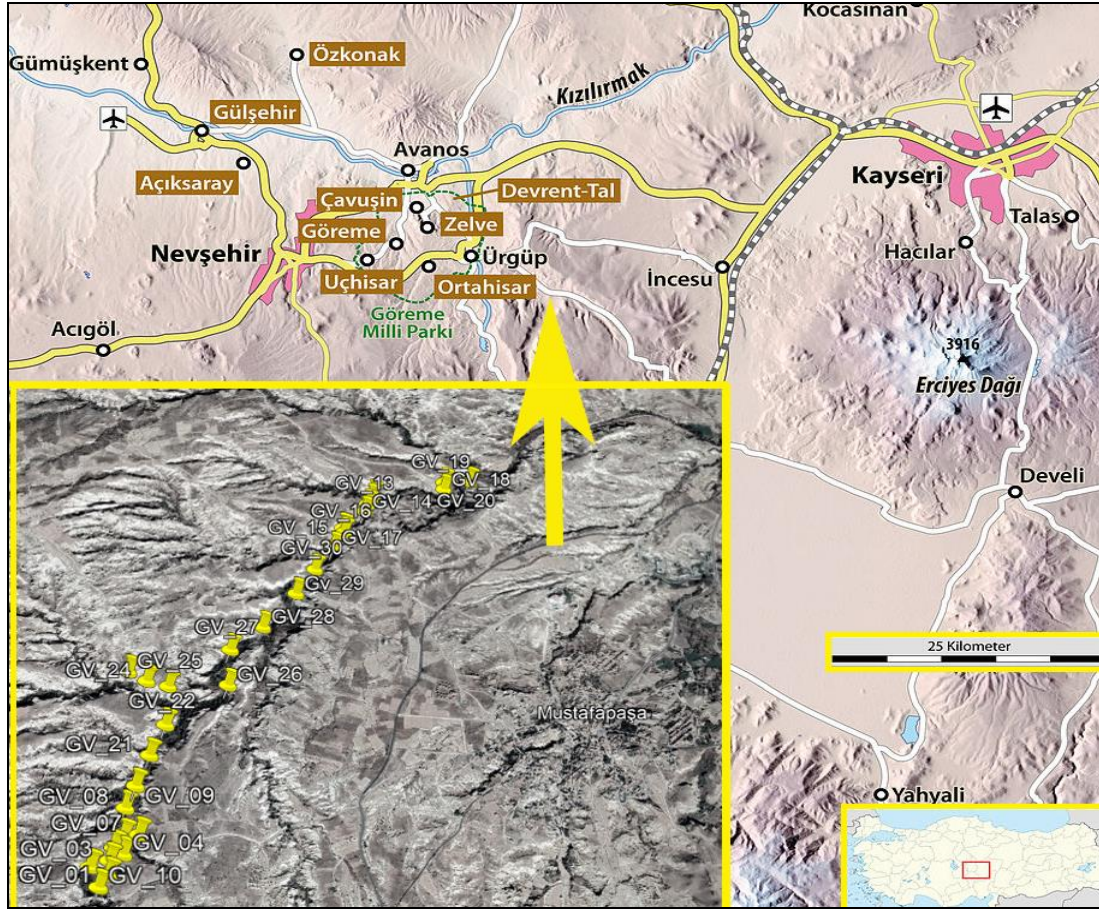 Kocasinan
Gümüşkent
Özkonak
Kızılırmak
Gülşehir
Avanos
Açıksaray
Çavuşin
Devrent-Tal
Kayseri
Göreme
Zelve
Talas
Nevşehir
Ürgüp
Hacılar
Uçhisar
Ortahisar
İncesu
Göreme
Milli Parkı
Acıgöl
3916
Erciyes Dağı
GV_19
GV_13
GV_18
Develi
GV_14
GV_20
GV_16
GV_15
GV_17
GV_30
Gv_29
GV_28
GV_27
GV_24
GV_25
GV_26
25 Kilometer
GV_22
Mustafapaşa
GV_21
GV_08
GV_09
Yahyali
GV_07
GV_04
GV_03
GV_01
GV_10